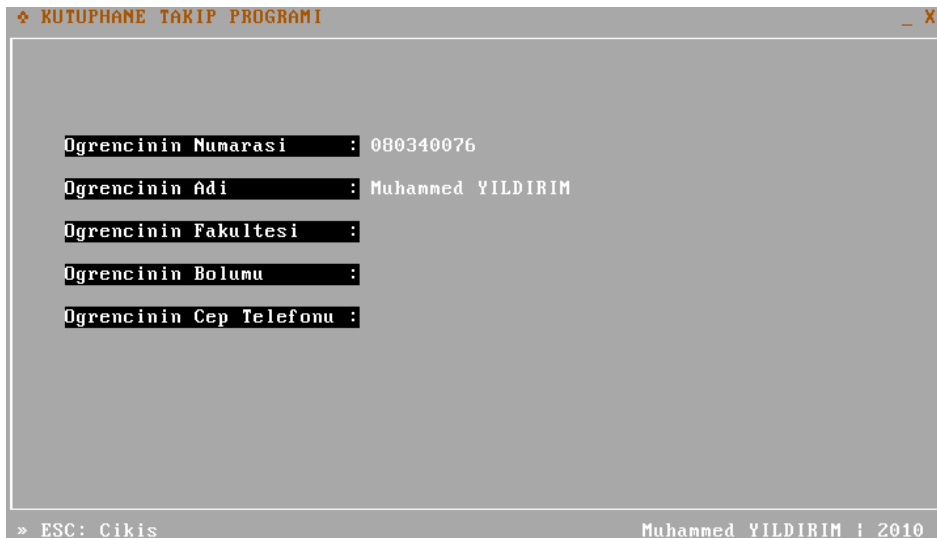 ❖ KUTUPHANE TAKIP PROGRAMI _ X
Ogrencinin Numarasi : 080340076
Ogrencinin Adi : Muhammed YILDIRIM
Ogrencinin Fakultesi :
Ogrencinin Bolumu :
Ogrencinin Cep Telefonu :
» ESC: Cikis Muhammed YILDIRIM ¦ 2010